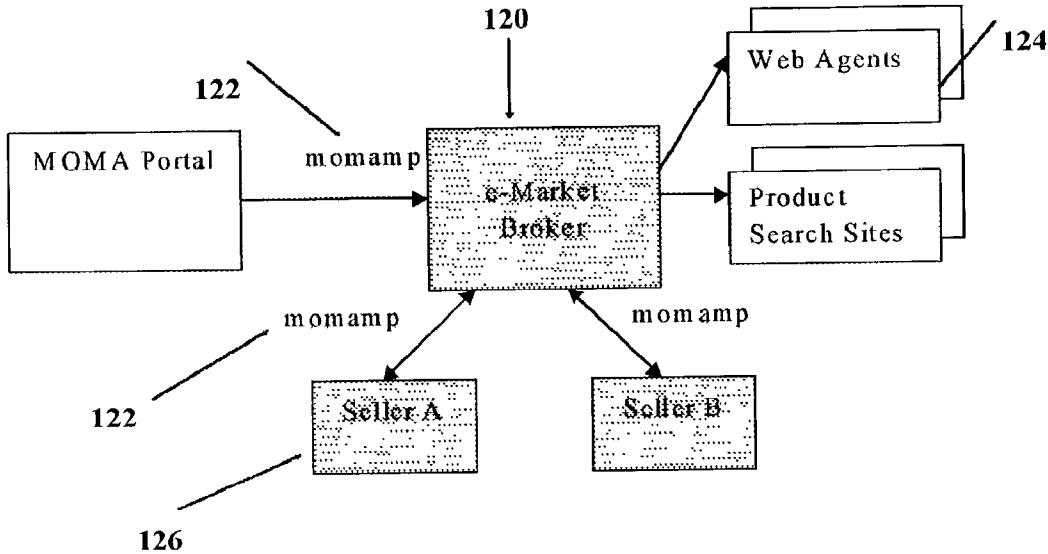 120
124
Web Agents
122
MOMA Portal
momamp
e-Market
Broker
Product
Search Sites
momamp
momamp
122
Seller A
Seller B
126